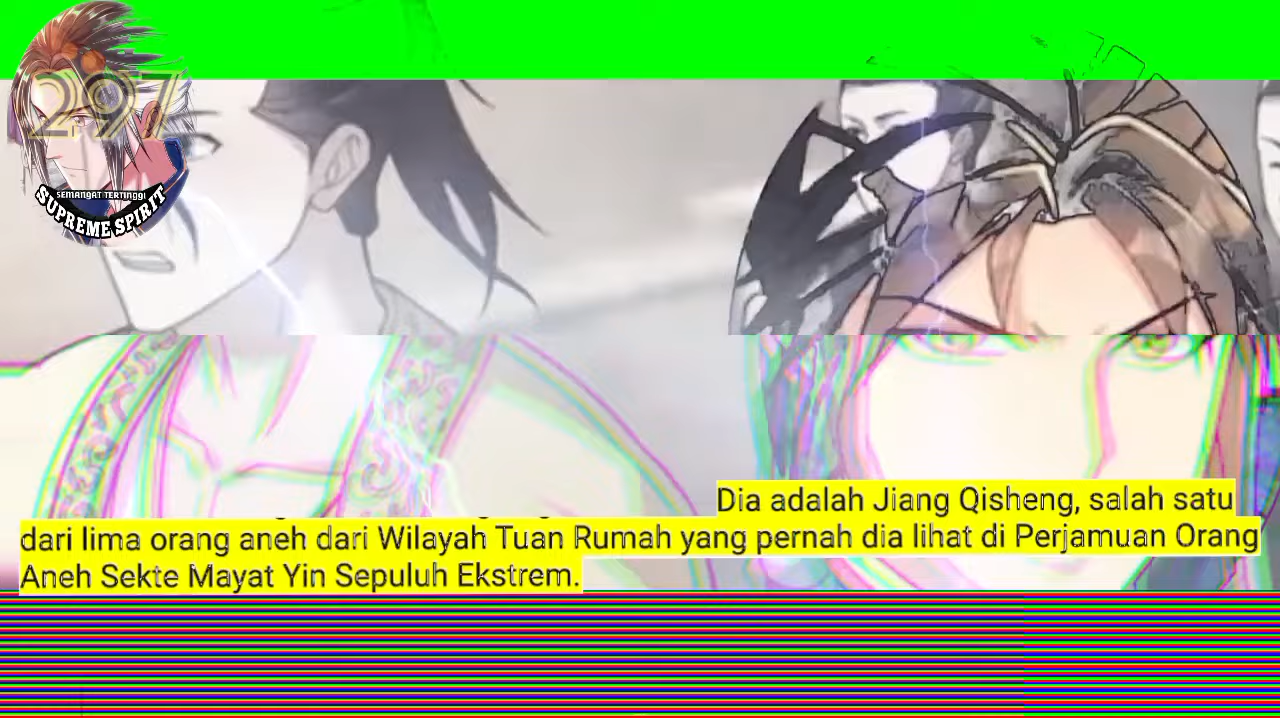 297
SEMANGAT TERTINGGI
SUPREME SPIRIT
Dia adalah Jiang Qisheng, salah satu
dari lima orang aneh dari Wilayah Tuan Rumah yang pernah dia lihat di Perjamuan Orang
Aneh Sekte Mayat Yin Sepuluh Ekstrem.